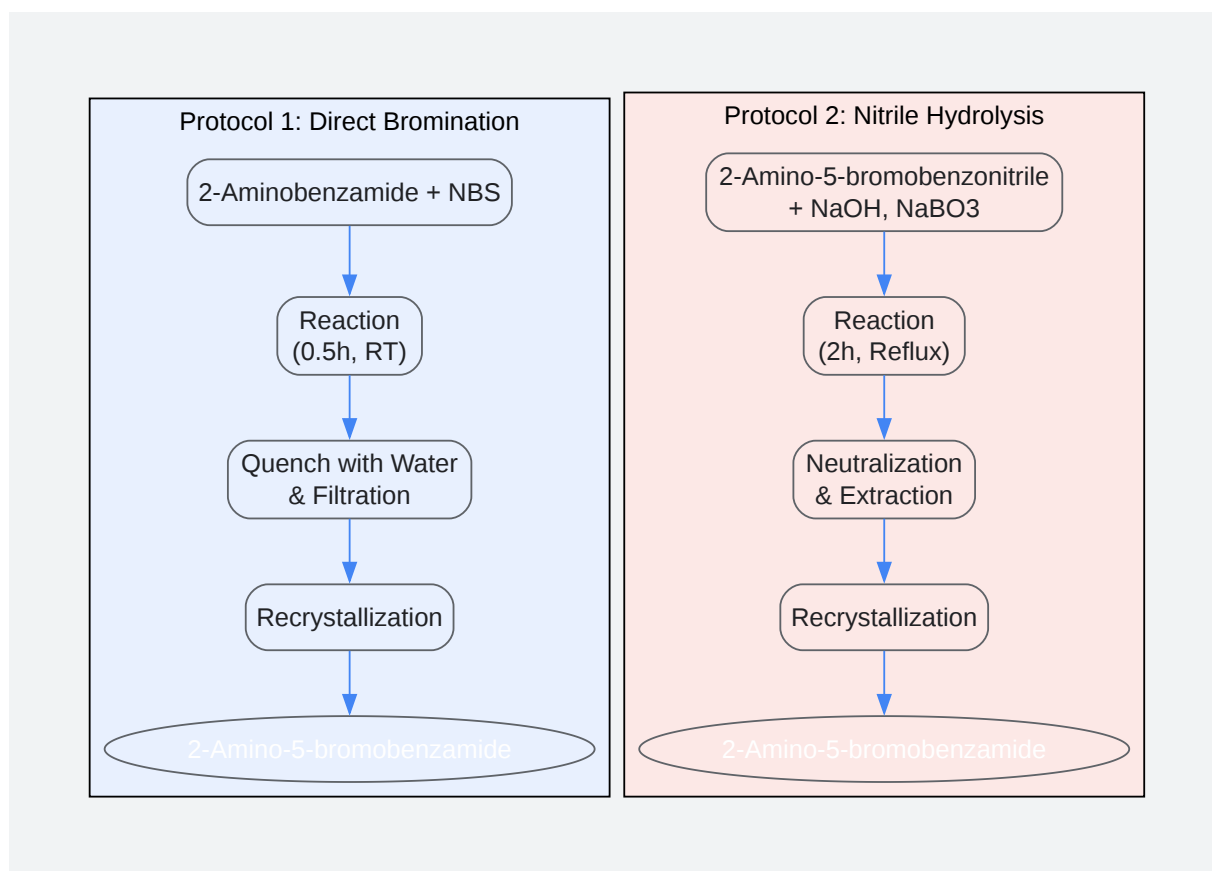 Protocol 1: Direct Bromination
2-Aminobenzamide + NBS
Reaction
(0.5h, RT)
Quench with Water
& Filtration
Recrystallization
2-Amino-5-bromobenzamide
Protocol 2: Nitrile Hydrolysis
2-Amino-5-bromobenzonitrile
+ NaOH, NaBO3
Reaction
(2h, Reflux)
Neutralization
& Extraction
Recrystallization
2-Amino-5-bromobenzamide